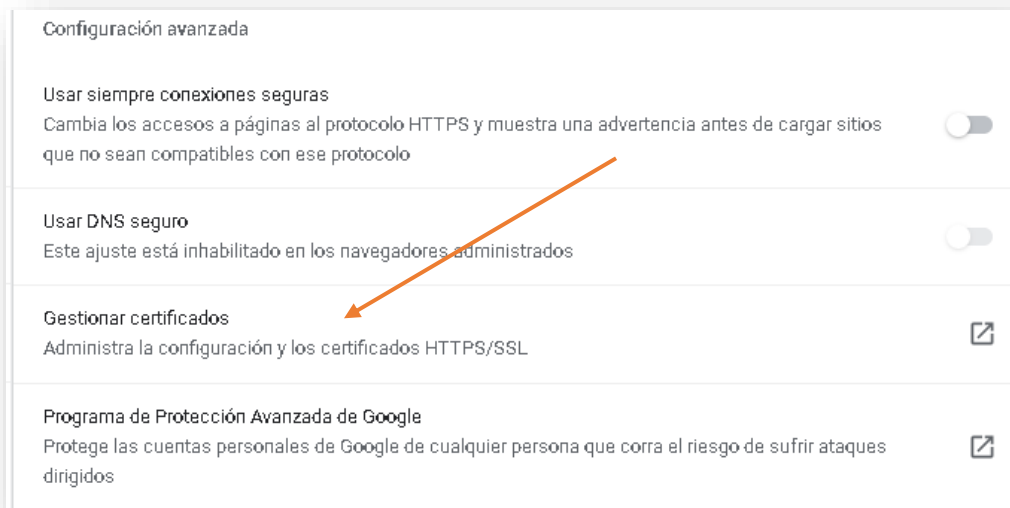 Configuración avanzada
Usar siempre conexiones seguras
Cambia los accesos a páginas al protocolo HTTPS y muestra una advertencia antes de cargar sitios
que no sean compatibles con ese protocolo
Usar DNS seguro
Este ajuste está inhabilitado en los navegadores administrados
Gestionar certificados
Administra la configuración y los certificados HTTPS/SSL
Programa de Protección Avanzada de Google
Protege las cuentas personales de Google de cualquier persona que corra el riesgo de sufrir ataques
dirigidos